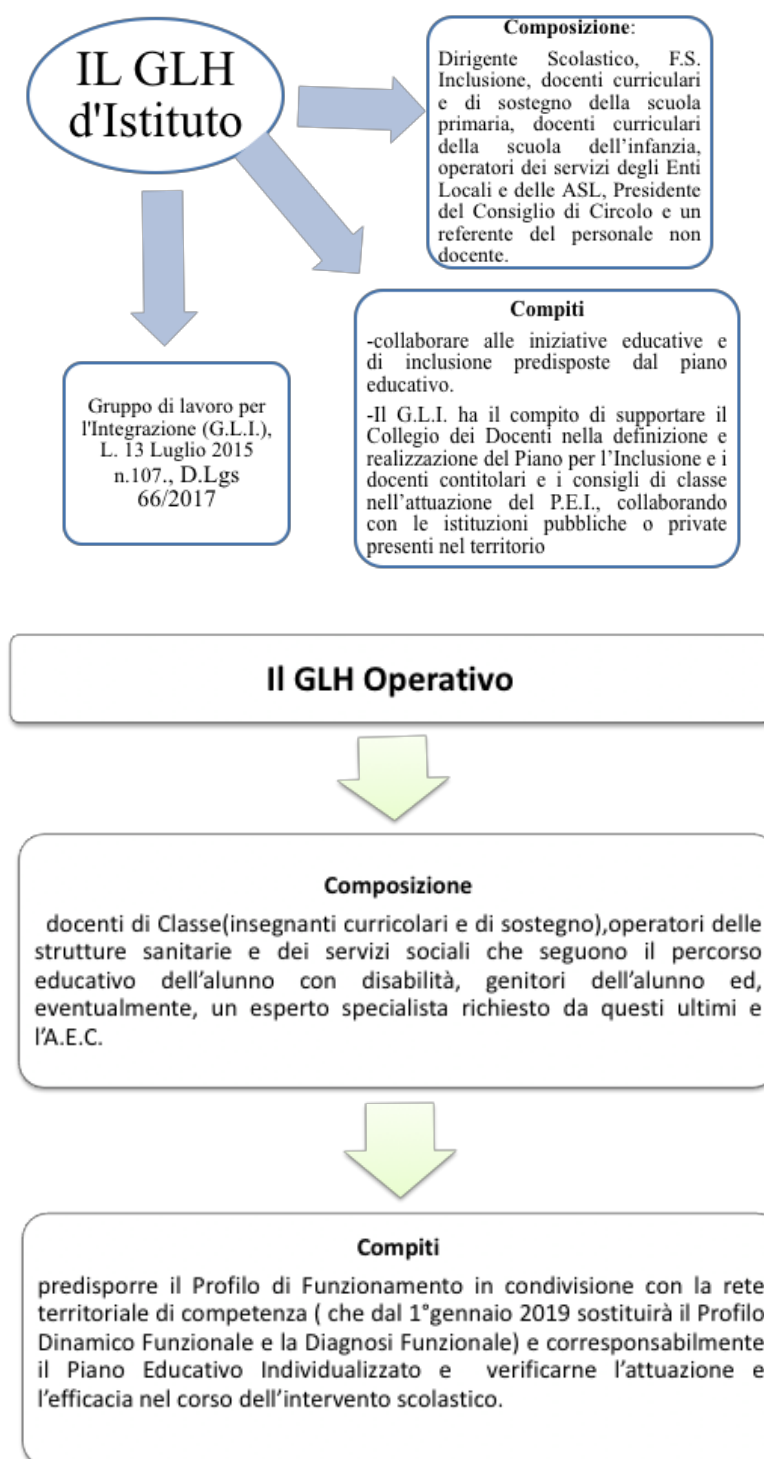 IL GLH
d'Istituto
Composizione:
Dirigente Scolastico, F.S.
Inclusione, docenti curriculari
e di sostegno della scuola
primaria, docenti curriculari
della scuola dell’infanzia,
operatori dei servizi degli Enti
Locali e delle ASL, Presidente
del Consiglio di Circolo e un
referente del personale non
docente.
Compiti
-collaborare alle iniziative educative e
di inclusione predisposte dal piano
educativo.
-Il G.L.I. ha il compito di supportare il
Collegio dei Docenti nella definizione e
realizzazione del Piano per l’Inclusione e i
docenti contitolari e i consigli di classe
nell’attuazione del P.E.I., collaborando
con le istituzioni pubbliche o private
presenti nel territorio
Gruppo di lavoro per
l'Integrazione (G.L.I.),
L. 13 Luglio 2015
n.107., D.Lgs
66/2017
Il GLH Operativo
Composizione
docenti di Classe(insegnanti curricolari e di sostegno),operatori delle
strutture sanitarie e dei servizi sociali che seguono il percorso
educativo dell’alunno con disabilità, genitori dell’alunno ed,
eventualmente, un esperto specialista richiesto da questi ultimi e
l’A.E.C.
Compiti
predisporre il Profilo di Funzionamento in condivisione con la rete
territoriale di competenza ( che dal 1°gennaio 2019 sostituirà il Profilo
Dinamico Funzionale e la Diagnosi Funzionale) e corresponsabilmente
il Piano Educativo Individualizzato e verificarne l’attuazione e
l’efficacia nel corso dell’intervento scolastico.